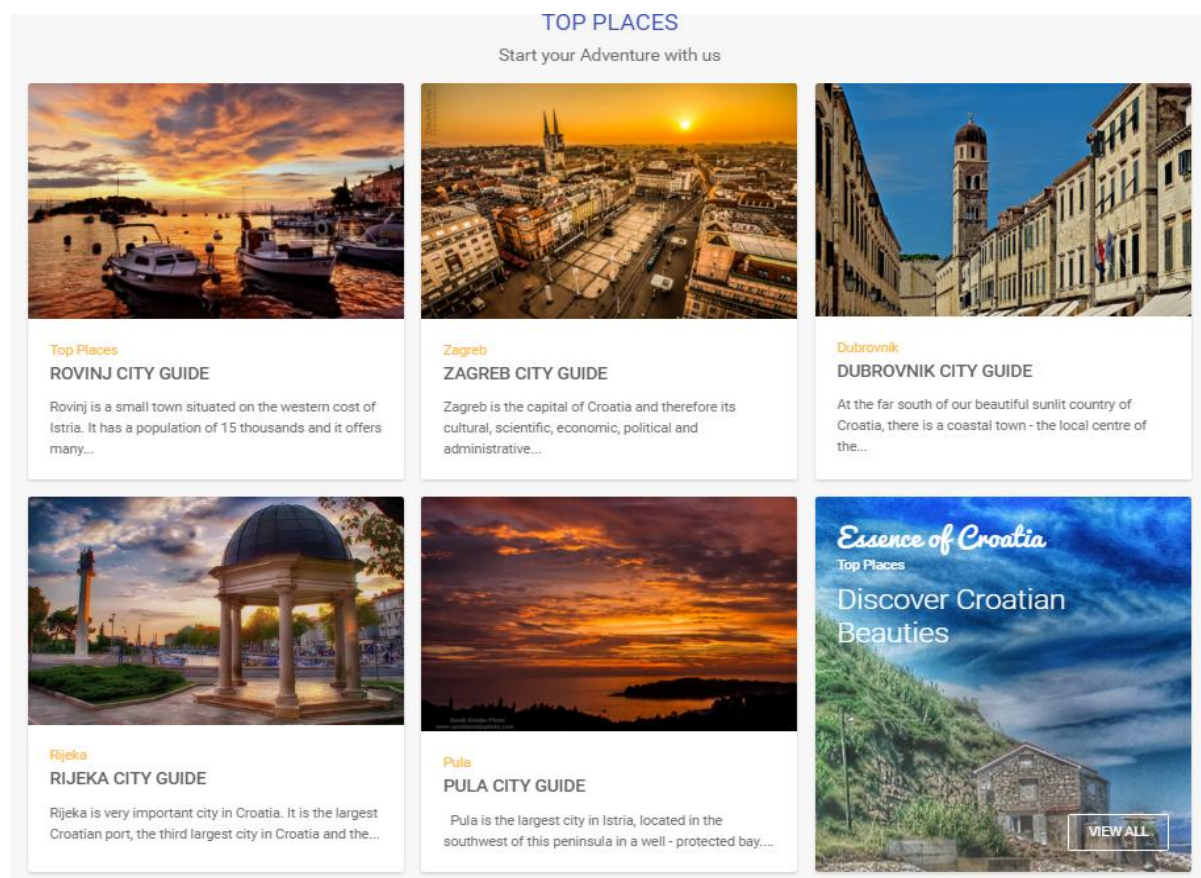 TOP PLACES
Start your Adventure with us
Top Places
ROVINJ CITY GUIDE
Rovinj is a small town situated on the western cost of
Istria. It has a population of 15 thousands and it offers
many...
Zagreb
ZAGREB CITY GUIDE
Zagreb is the capital of Croatia and therefore its
cultural, scientific, economic, political and
administrative...
Dubrovnik
DUBROVNIK CITY GUIDE
At the far south of our beautiful sunlit country of
Croatia, there is a coastal town - the local centre of
the...
Rijeka
RIJEKA CITY GUIDE
Rijeka is very important city in Croatia. It is the largest
Croatian port, the third largest city in Croatia and the...
Pula
PULA CITY GUIDE
Pula is the largest city in Istria, located in the
southwest of this peninsula in a well - protected bay....
Essence of Croatia
Top Places
Discover Croatian
Beauties
VIEW ALL